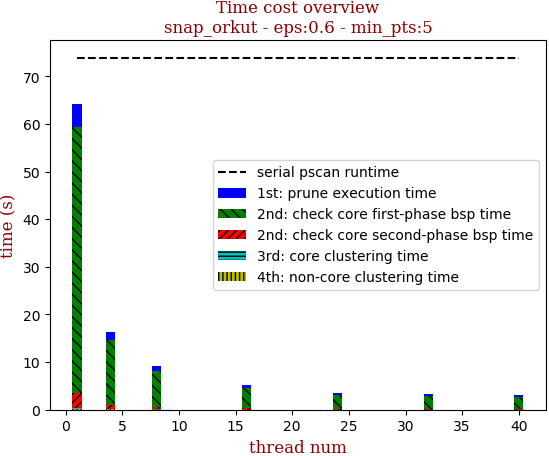 Time cost overview
snap_orkut - eps:0.6 - min_pts:5
time (s)
70
60
50
40
30
20
10
0
serial pscan runtime
1st: prune execution time
2nd: check core first-phase bsp time
2nd: check core second-phase bsp time
3rd: core clustering time
4th: non-core clustering time
0 5 10 15 20 25 30 35 40
thread num